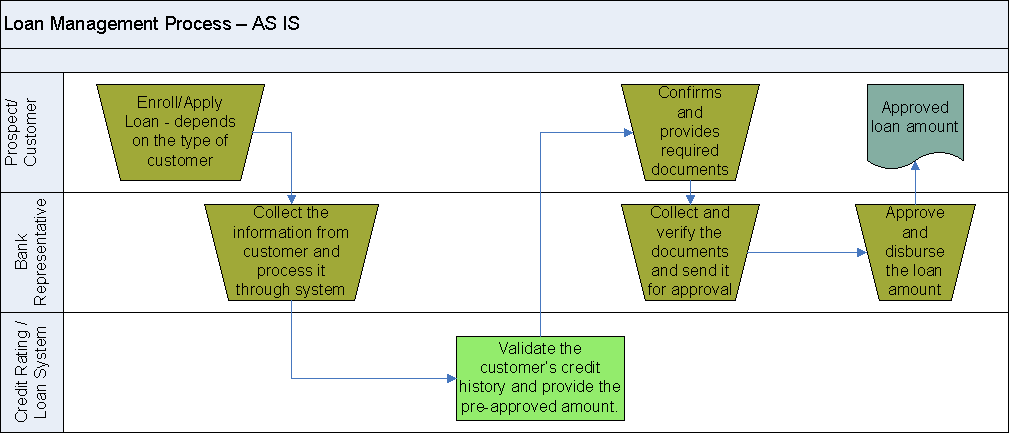 Loan Management Process – AS IS
Prospect/
Customer
Enroll/Apply
Loan - depends
on the type of
customer
Confirms
and
provides
required
documents
Approved
loan amount
Bank
Representative
Collect the
information from
customer and
process it
through system
Collect and
verify the
documents
and send it
for approval
Approve
and
disburse
the loan
amount
Credit Rating /
Loan System
Validate the
customer's credit
history and provide the
pre-approved amount.